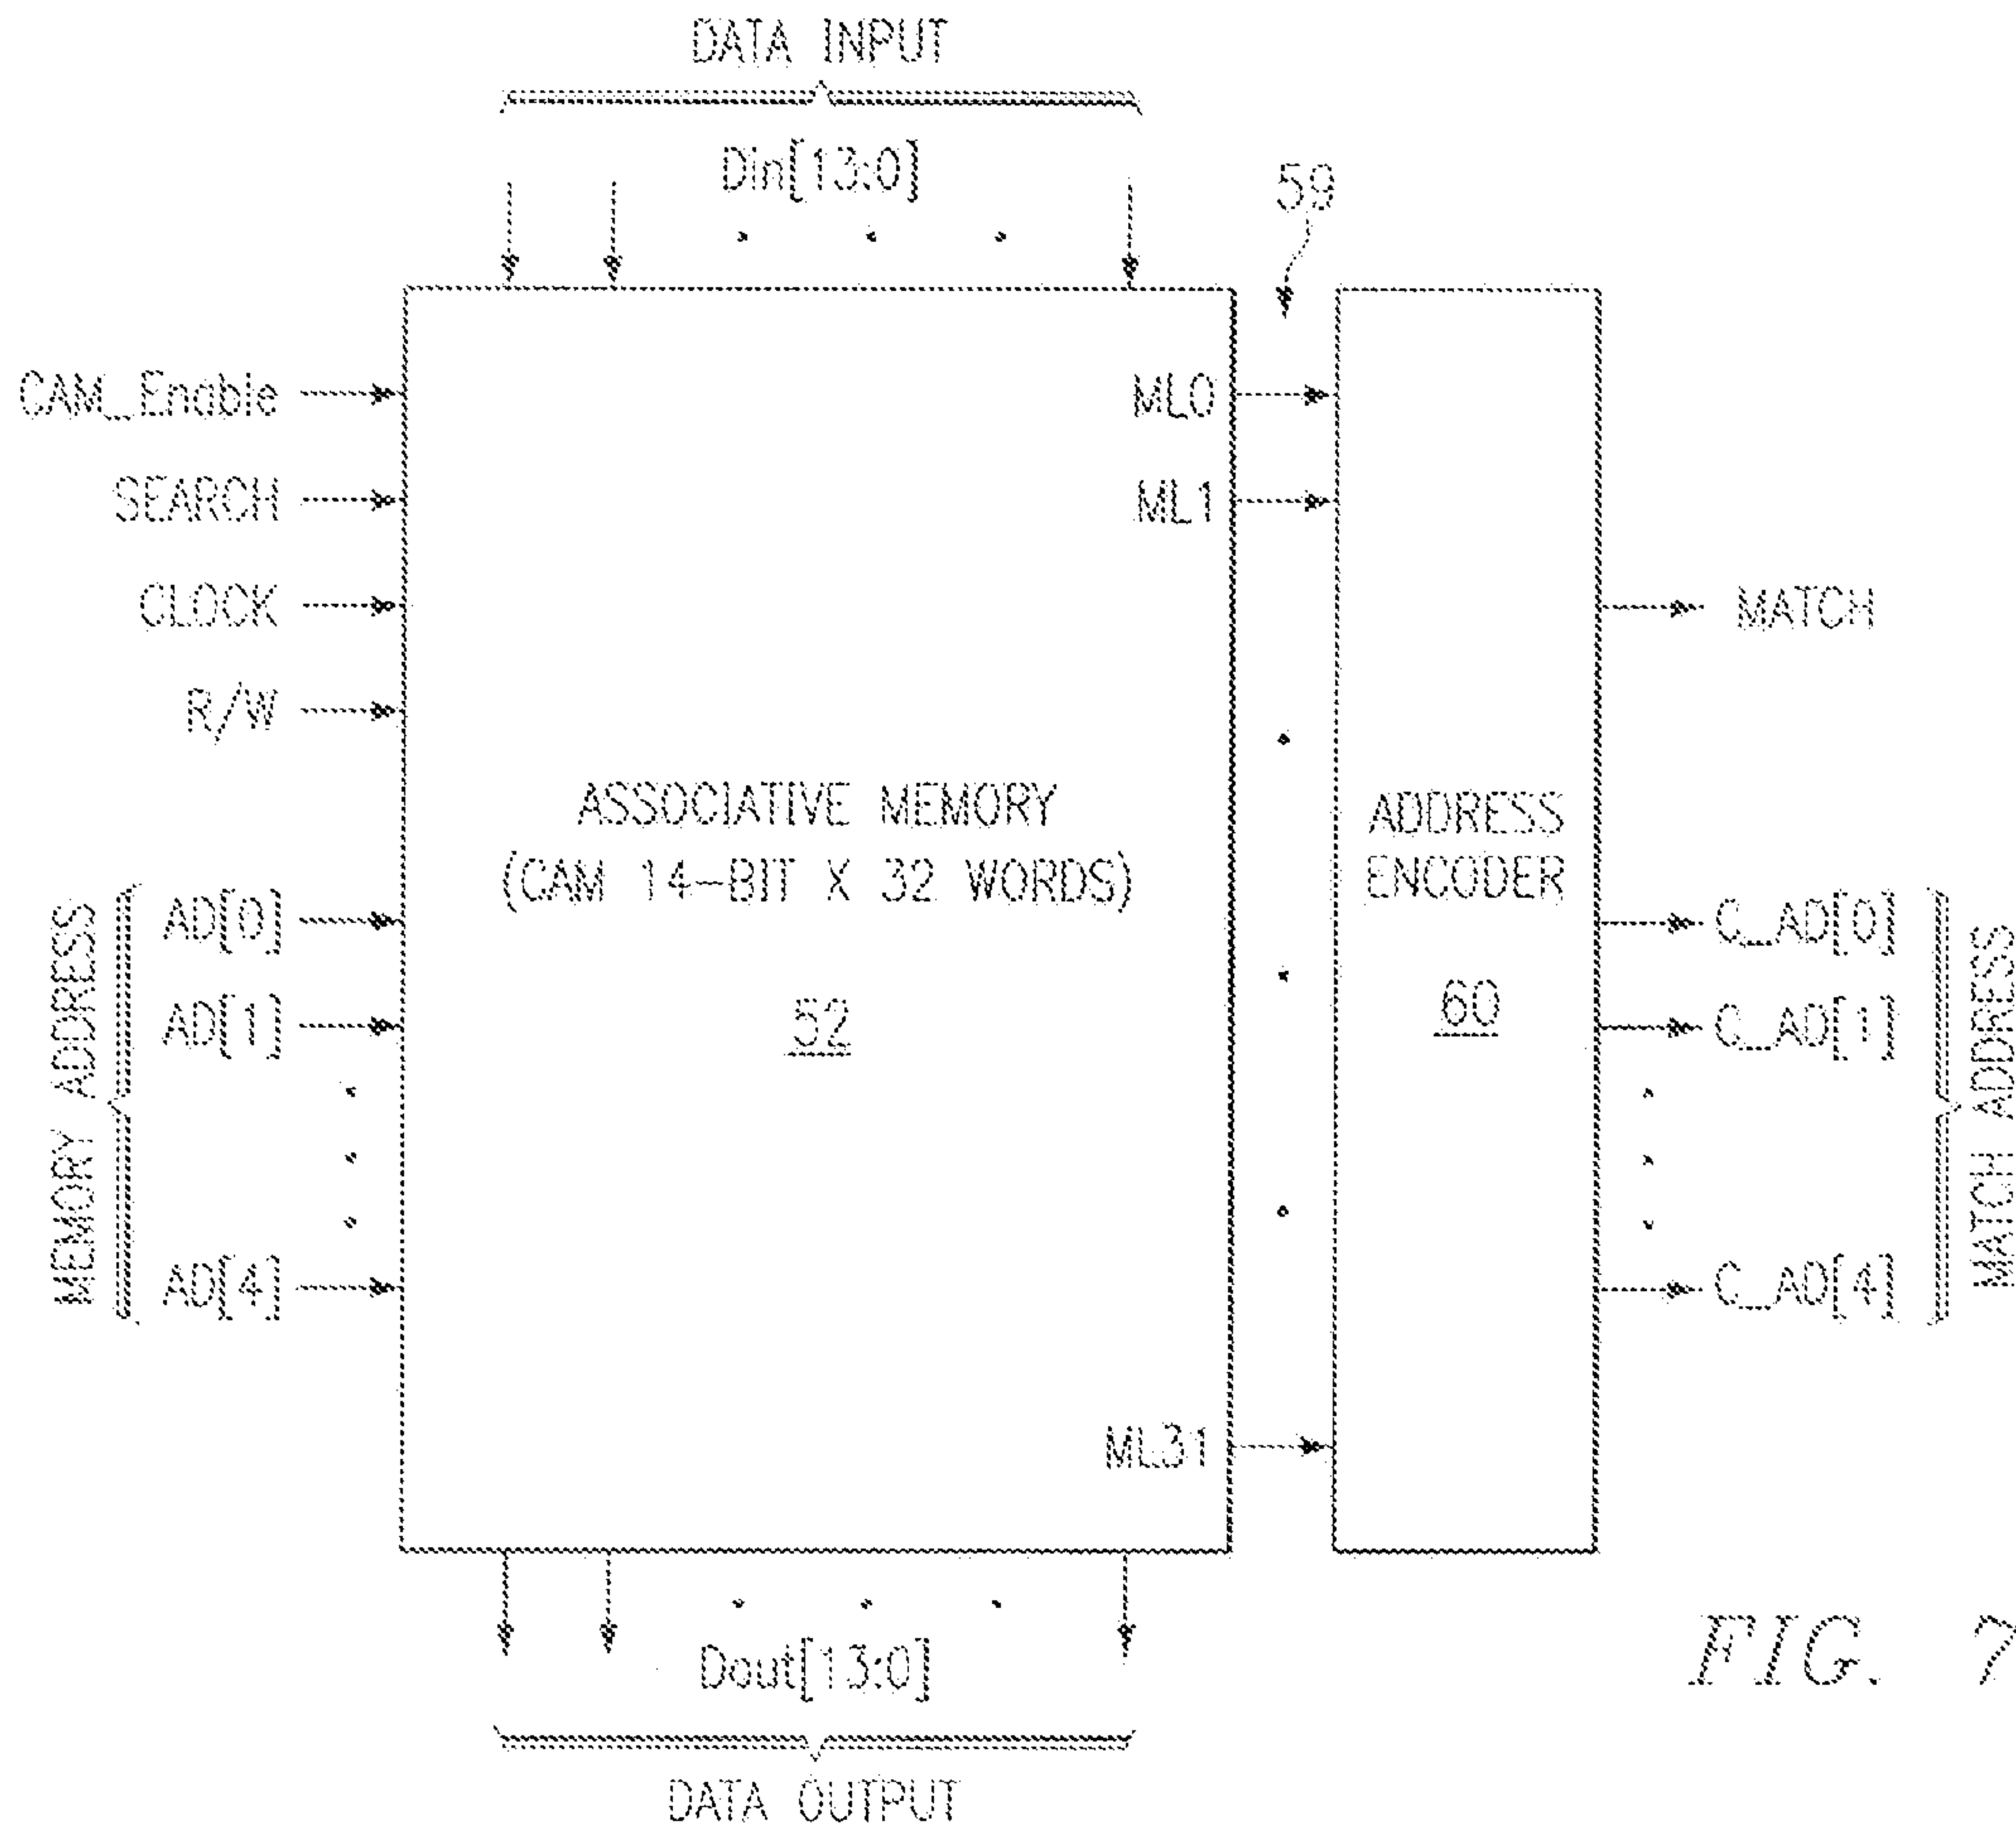 DATA INPUT
Din[13:0]
59
CAM_Enable
SEARCH
CLOCK
R/W
MEMORY ADDRESS
AD[0]
AD[1]
AD[4]
ML0
ML1
ASSOCIATIVE MEMORY
(CAM 14-BIT X 32 WORDS)
52
ML31
ADDRESS
ENCODER
60
MATCH
C_AD[0]
C_AD[1]
C_AD[4]
MATCH ADDRESS
Dout[13:0]
DATA OUTPUT
FIG. 7